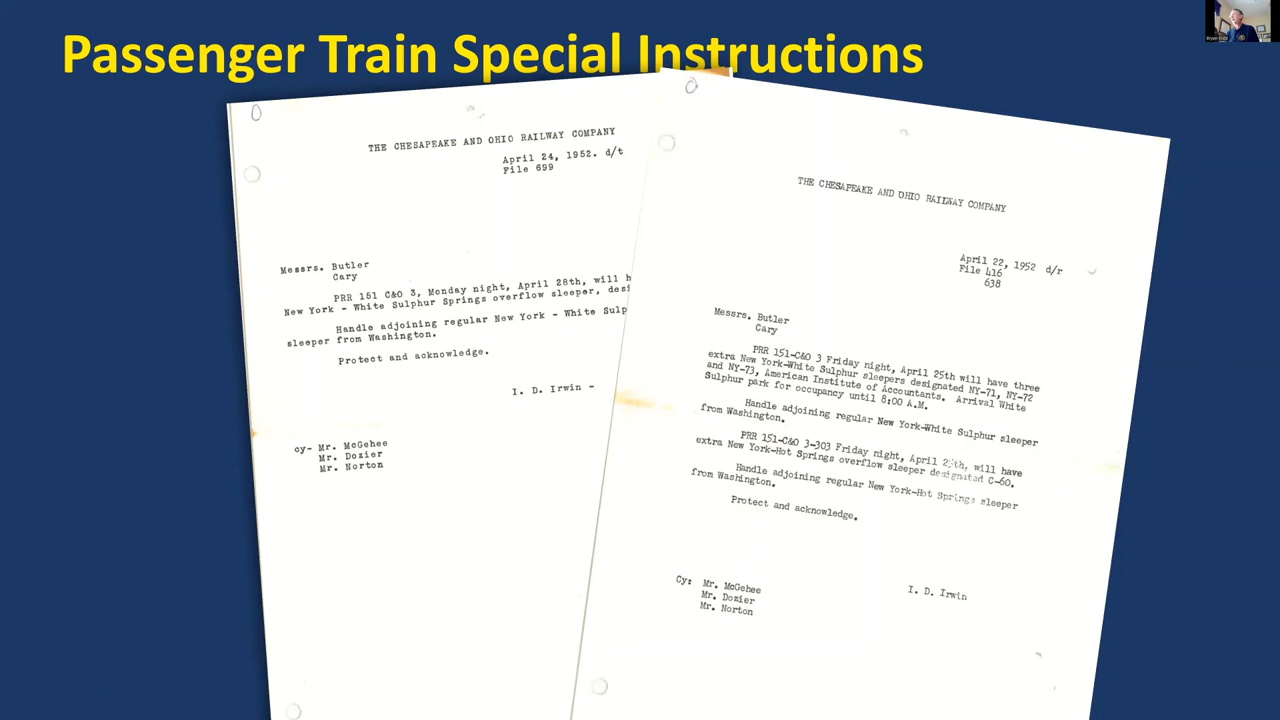 Passenger Train Special Instructions
THE CHESAPEAKE AND OHIO RAILWAY COMPANY
April 24, 1952. d/t
File 699
Messrs. Butler
Cary
PRR 151 C&O 3, Monday night, April 28th, will h
New York - White Sulphur Springs overflow sleeper, desi
Handle adjoining regular New York - White Sulp
sleeper from Washington.
Protect and acknowledge.
I. D. Irwin -
cy- Mr. McGehee
Mr. Dozier
Mr. Norton
THE CHESAPEAKE AND OHIO RAILWAY COMPANY
April 22, 1952 d/r
File 416
638
Messrs. Butler
Cary
PRR 151-C&O 3 Friday night, April 25th will have three
extra New York-White Sulphur sleepers designated NY-71, NY-72
and NY-73, American Institute of Accountants. Arrival White
Sulphur park for occupancy until 8:00 A.M.
Handle adjoining regular New York-White Sulphur sleeper
from Washington.
PRR 151-C&O 3-303 Friday night, April 25th, will have
extra New York-Hot Springs overflow sleeper designated C-60.
Handle adjoining regular New York-Hot Springs sleeper
from Washington.
Protect and acknowledge.
I. D. Irwin
Cy: Mr. McGehee
Mr. Dozier
Mr. Norton